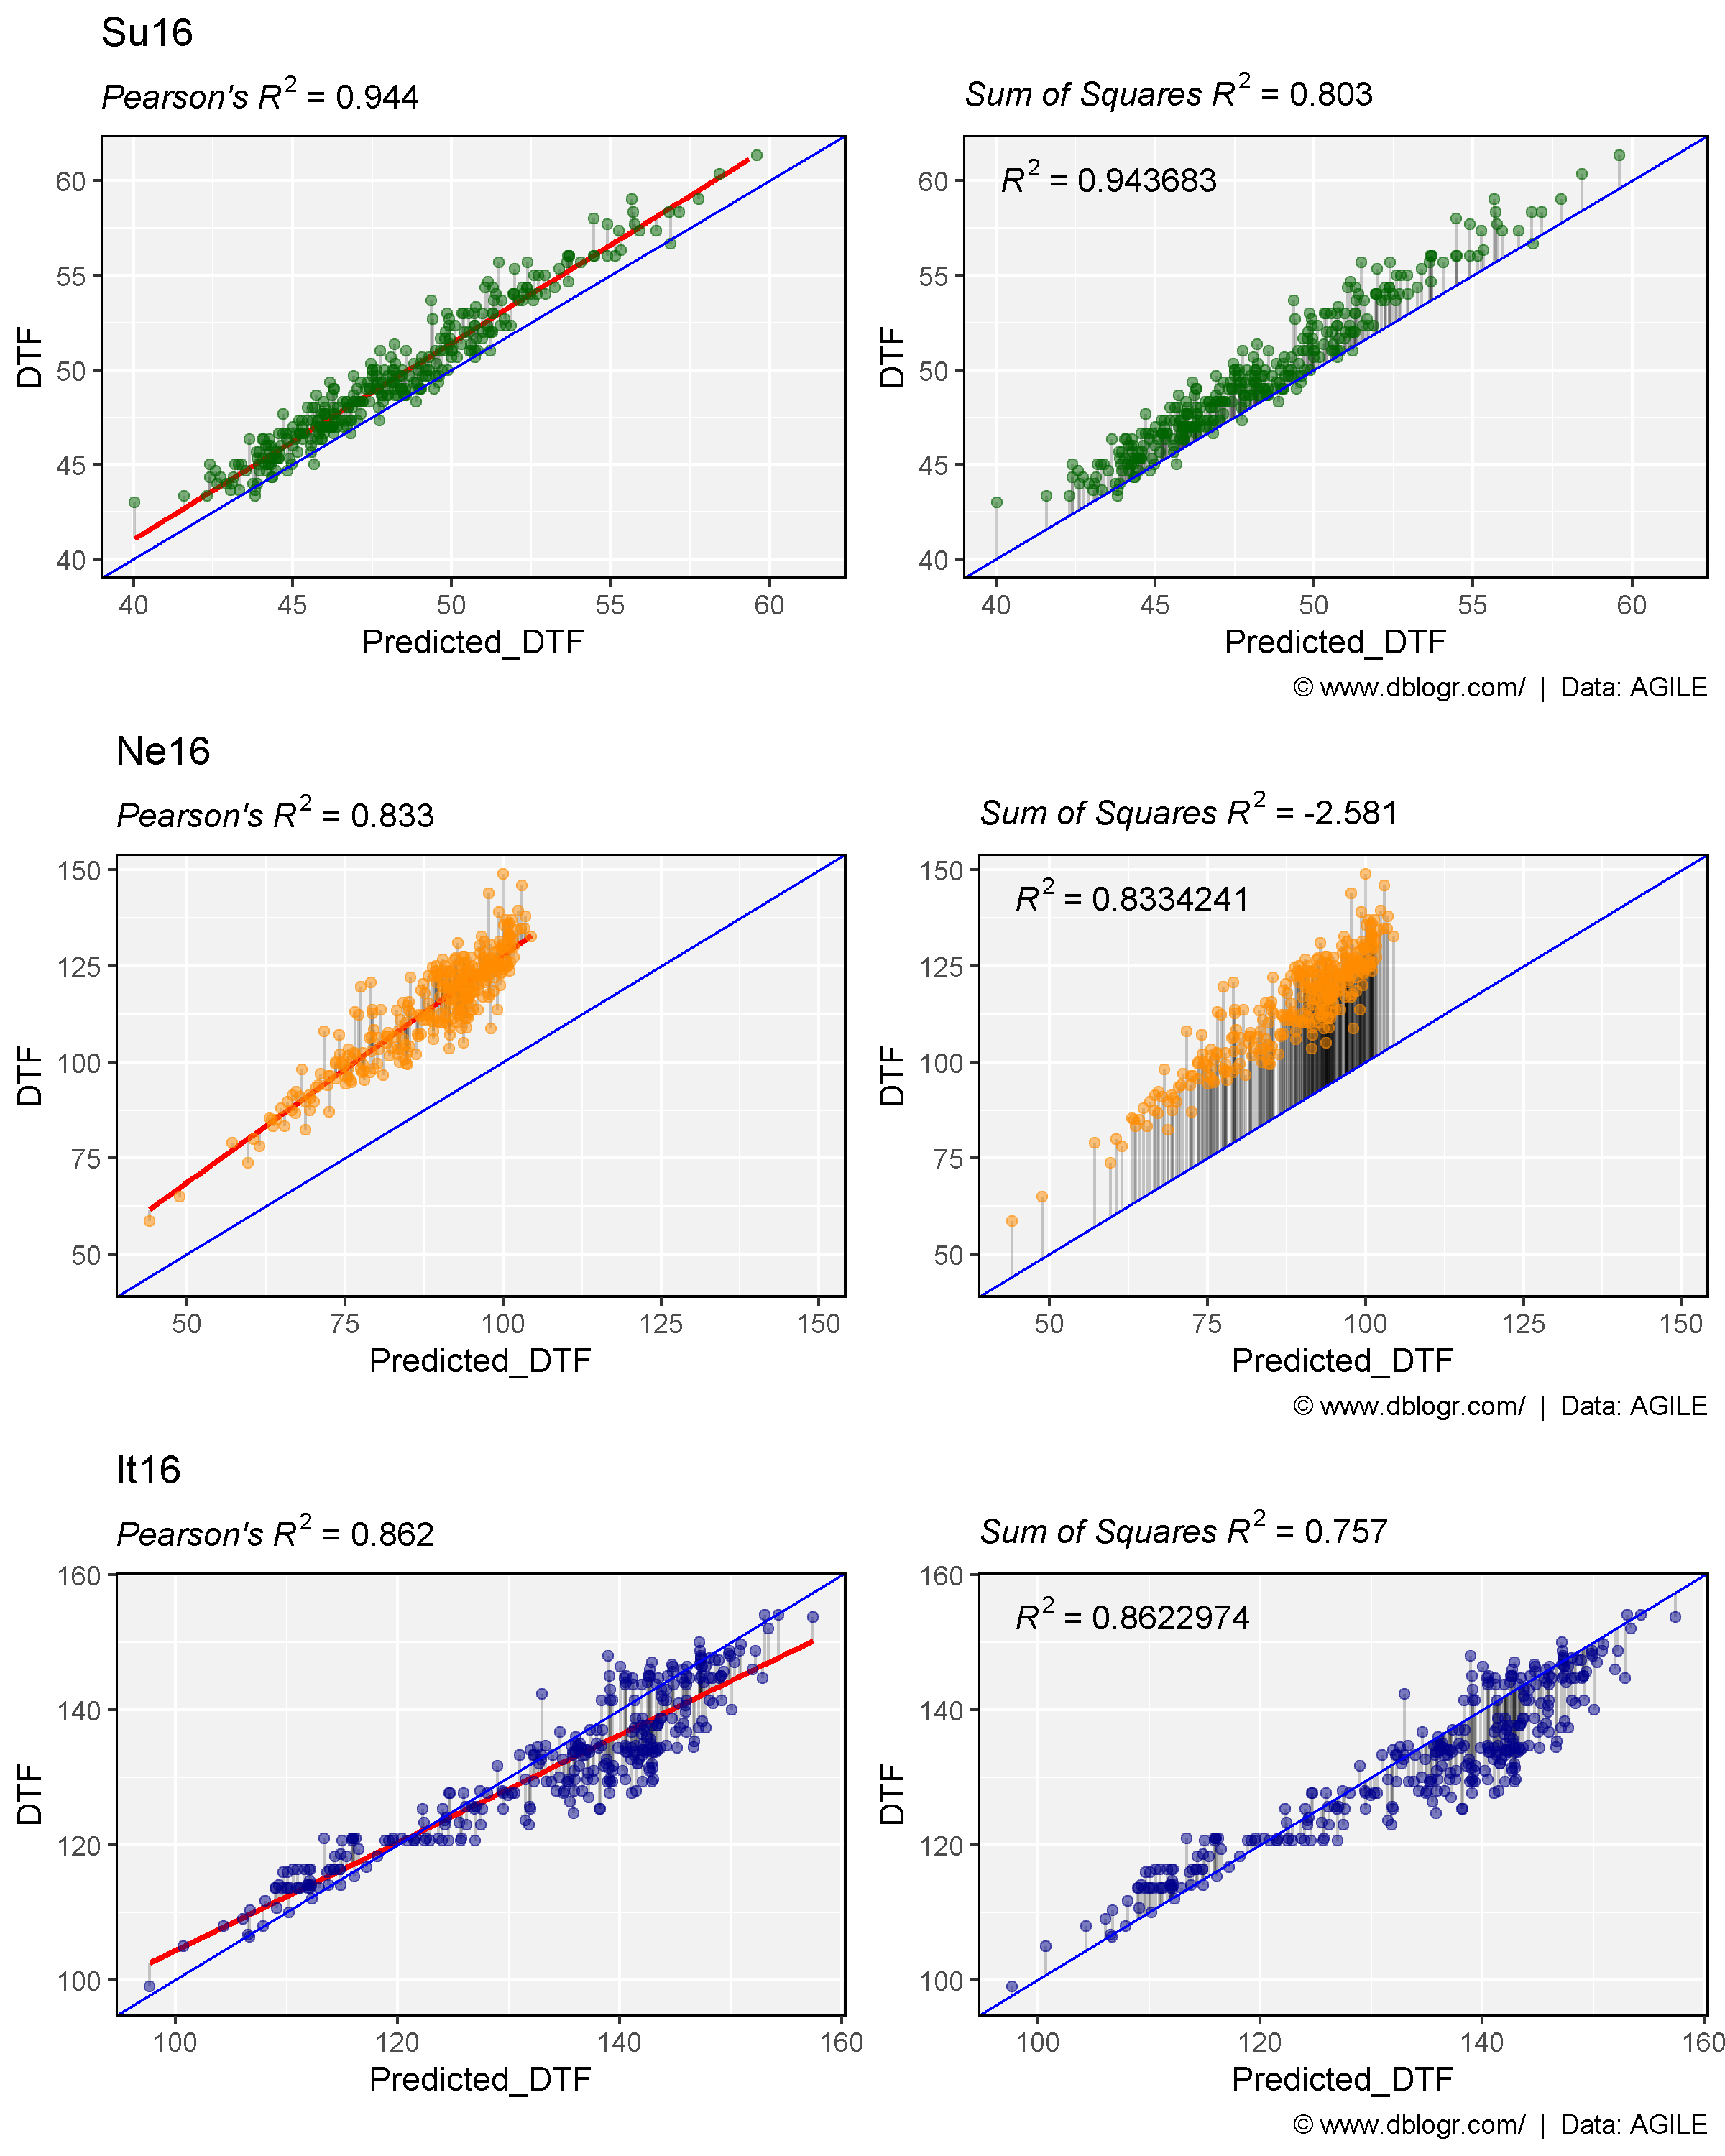 Su16
Pearson's R2 = 0.944
Sum of Squares R2 = 0.803
R2 = 0.943683
DTF
60
55
50
45
40
40 45 50 55 60
Predicted_DTF
DTF
60
55
50
45
40
40 45 50 55 60
Predicted_DTF
© www.dblogr.com/ | Data: AGILE
Ne16
Pearson's R2 = 0.833
Sum of Squares R2 = -2.581
R2 = 0.8334241
DTF
150
125
100
75
50
50 75 100 125 150
Predicted_DTF
DTF
150
125
100
75
50
50 75 100 125 150
Predicted_DTF
© www.dblogr.com/ | Data: AGILE
It16
Pearson's R2 = 0.862
Sum of Squares R2 = 0.757
R2 = 0.8622974
DTF
160
140
120
100
100 120 140 160
Predicted_DTF
DTF
160
140
120
100
100 120 140 160
Predicted_DTF
© www.dblogr.com/ | Data: AGILE